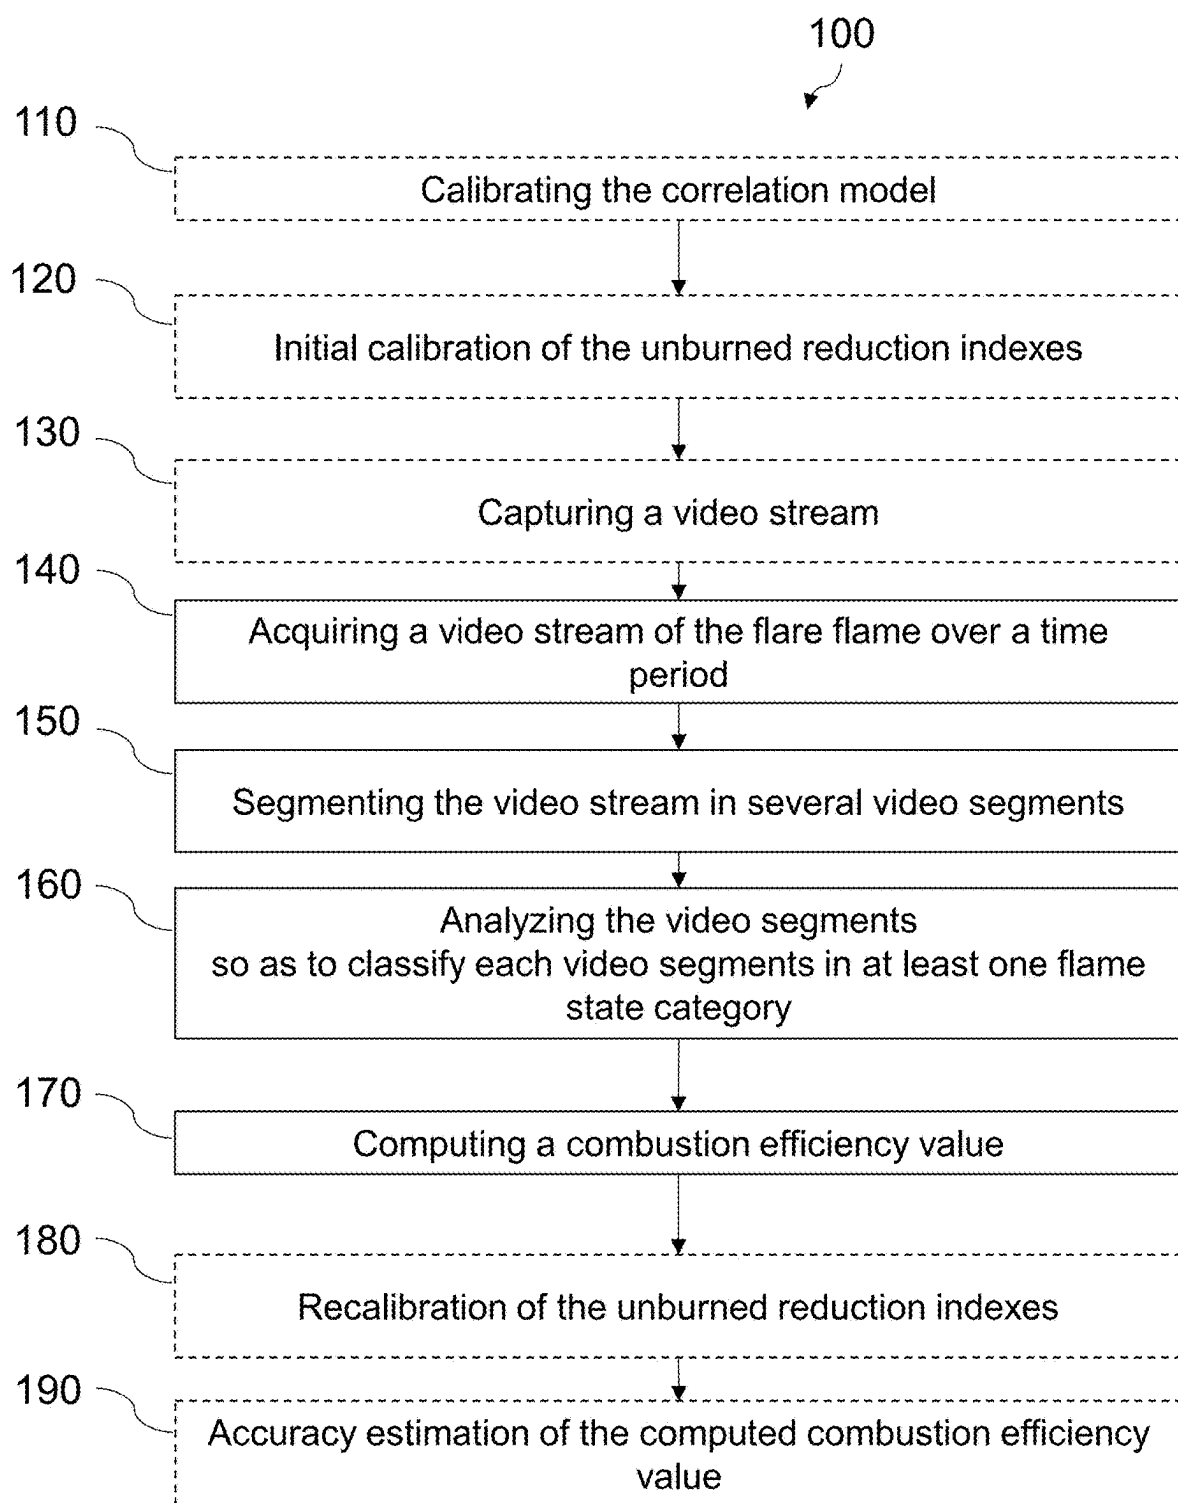 100
110
Calibrating the correlation model
120
Initial calibration of the unburned reduction indexes
130
Capturing a video stream
140
Acquiring a video stream of the flare flame over a time
period
150
Segmenting the video stream in several video segments
160
Analyzing the video segments
so as to classify each video segments in at least one flame
state category
170
Computing a combustion efficiency value
180
Recalibration of the unburned reduction indexes
190
Accuracy estimation of the computed combustion efficiency
value